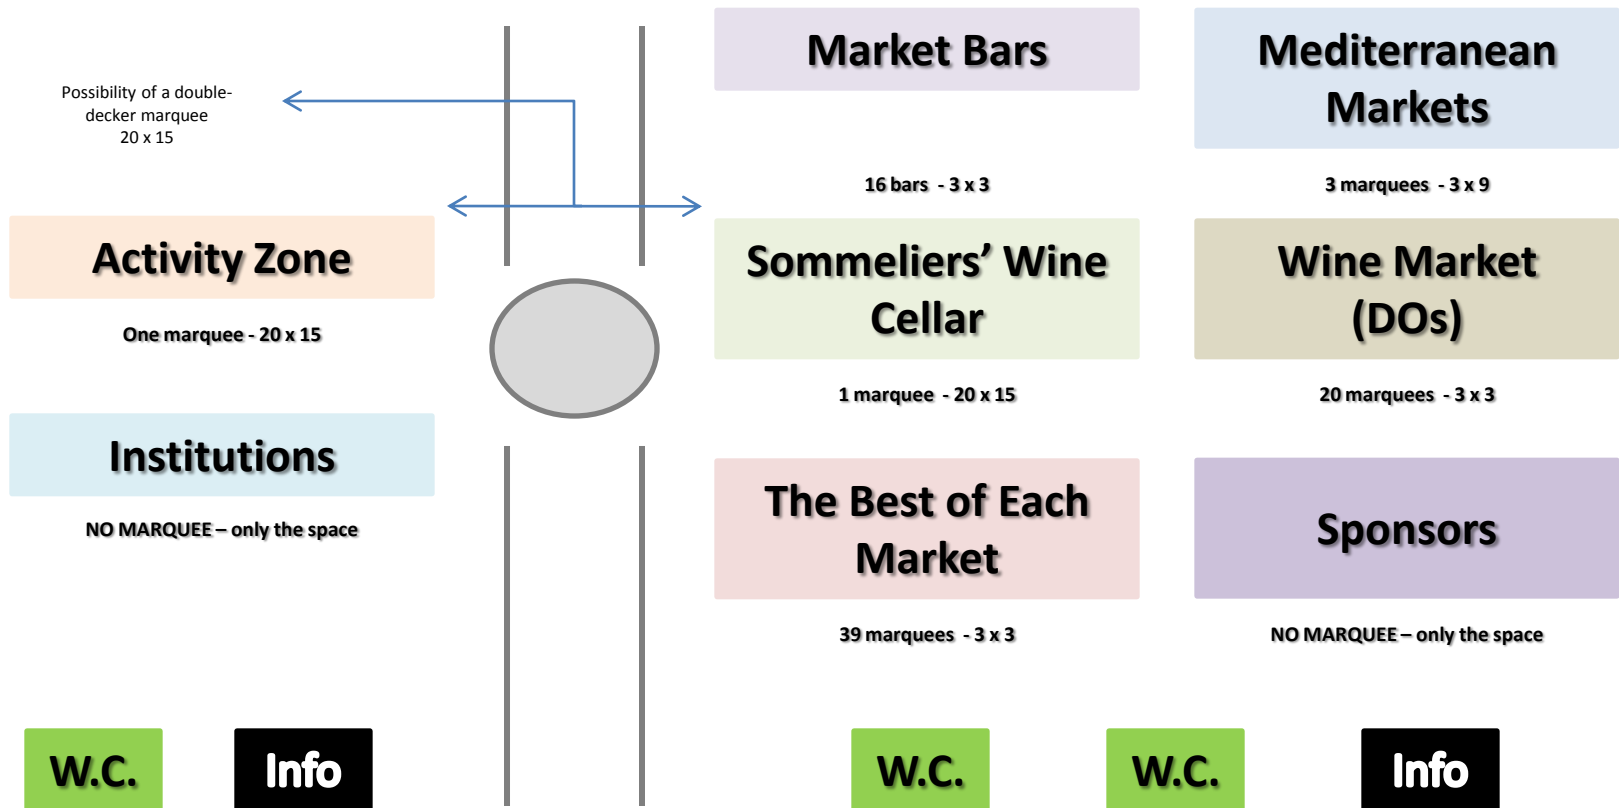 Possibility of a double-
decker marquee
20 x 15
Activity Zone
One marquee - 20 x 15
Institutions
NO MARQUEE – only the space
Market Bars
16 bars - 3 x 3
Mediterranean
Markets
3 marquees - 3 x 9
Sommeliers’ Wine
Cellar
1 marquee - 20 x 15
Wine Market
(DOs)
20 marquees - 3 x 3
The Best of Each
Market
39 marquees - 3 x 3
Sponsors
NO MARQUEE – only the space
W.C.
Info
W.C.
W.C.
Info